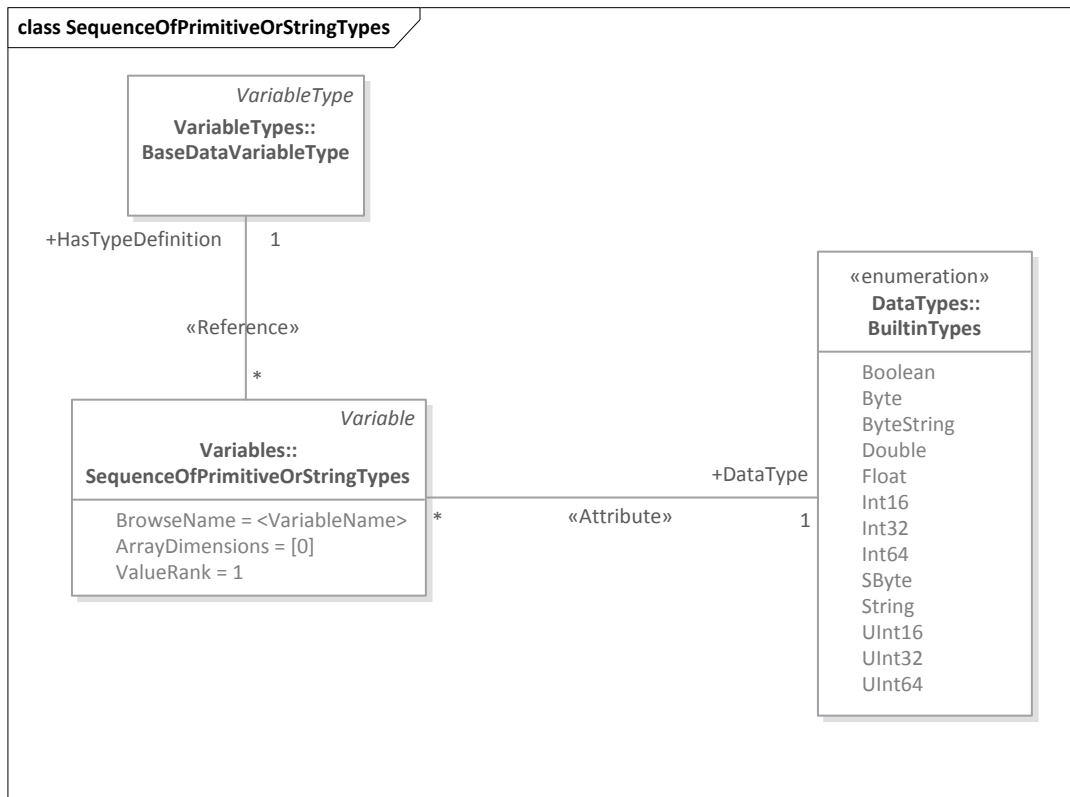 class SequenceOfPrimitiveOrStringTypes
VariableType
VariableTypes::
BaseDataVariableType
+HasTypeDefinition 1
«Reference»
*
Variable
Variables::
SequenceOfPrimitiveOrStringTypes
BrowseName = <VariableName>
ArrayDimensions = [0]
ValueRank = 1
+DataType
* «Attribute» 1
«enumeration»
DataTypes::
BuiltinTypes
Boolean
Byte
ByteString
Double
Float
Int16
Int32
Int64
SByte
String
UInt16
UInt32
UInt64